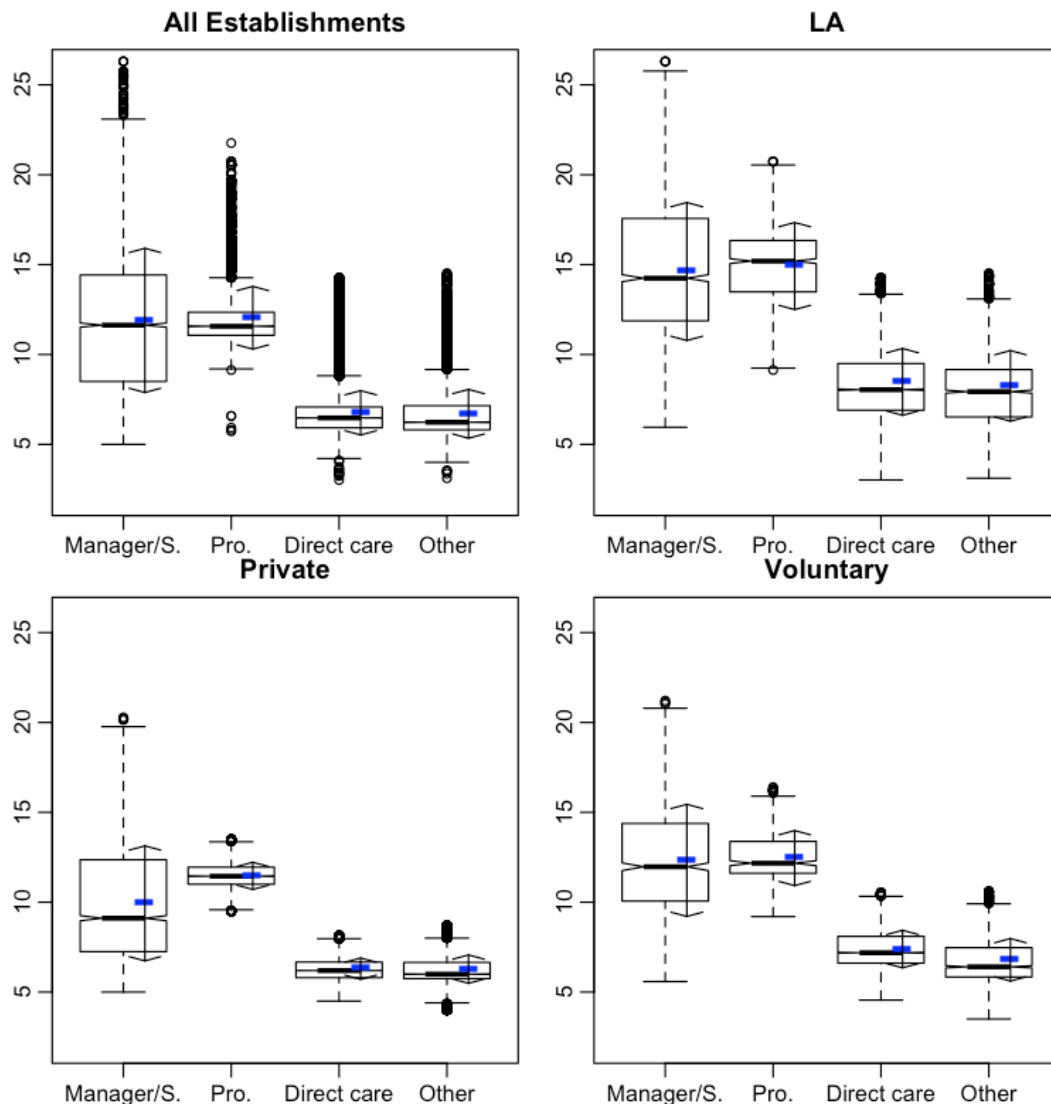 All Establishments
25
20
15
10
5
Manager/S. Pro. Direct care Other
LA
25
20
15
10
5
Manager/S. Pro. Direct care Other
Private
25
20
15
10
5
Manager/S. Pro. Direct care Other
Voluntary
25
20
15
10
5
Manager/S. Pro. Direct care Other